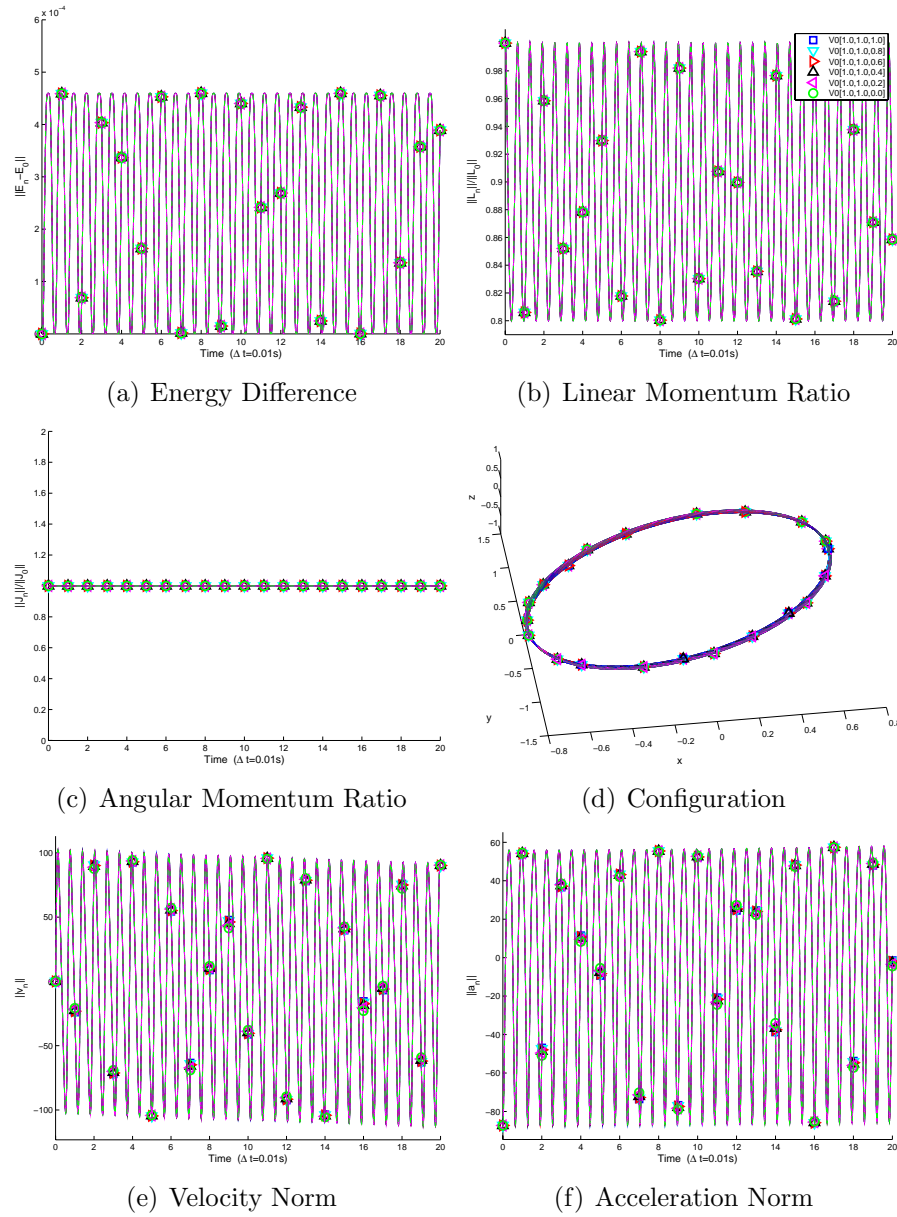 x 10⁻⁴
6
5
4
3
2
1
0 2 4 6 8 10 12 14 16 18 20
||E_n−E_0||
Time (Δ t=0.01s)
(a) Energy Difference
0.98
0.96
0.94
0.92
0.9
0.88
0.86
0.84
0.82
0.8
0 2 4 6 8 10 12 14 16 18 20
||L_n||/||L_0||
Time (Δ t=0.01s)
V0[1.0,1.0,1.0]
V0[1.0,1.0,0.8]
V0[1.0,1.0,0.6]
V0[1.0,1.0,0.4]
V0[1.0,1.0,0.2]
V0[1.0,1.0,0.0]
(b) Linear Momentum Ratio
2
1.8
1.6
1.4
1.2
1
0.8
0.6
0.4
0.2
0
0 2 4 6 8 10 12 14 16 18 20
||J_n||/||J_0||
Time (Δ t=0.01s)
(c) Angular Momentum Ratio
1
0.5
0
−0.5
−1
z
1.5
1
0.5
0
−0.5
−1
−1.5
y
−0.8 −0.6 −0.4 −0.2 0 0.2 0.4 0.6 0.8
x
(d) Configuration
100
50
0
−50
−100
0 2 4 6 8 10 12 14 16 18 20
||v_n||
Time (Δ t=0.01s)
(e) Velocity Norm
60
40
20
0
−20
−40
−60
−80
0 2 4 6 8 10 12 14 16 18 20
||a_n||
Time (Δ t=0.01s)
(f) Acceleration Norm